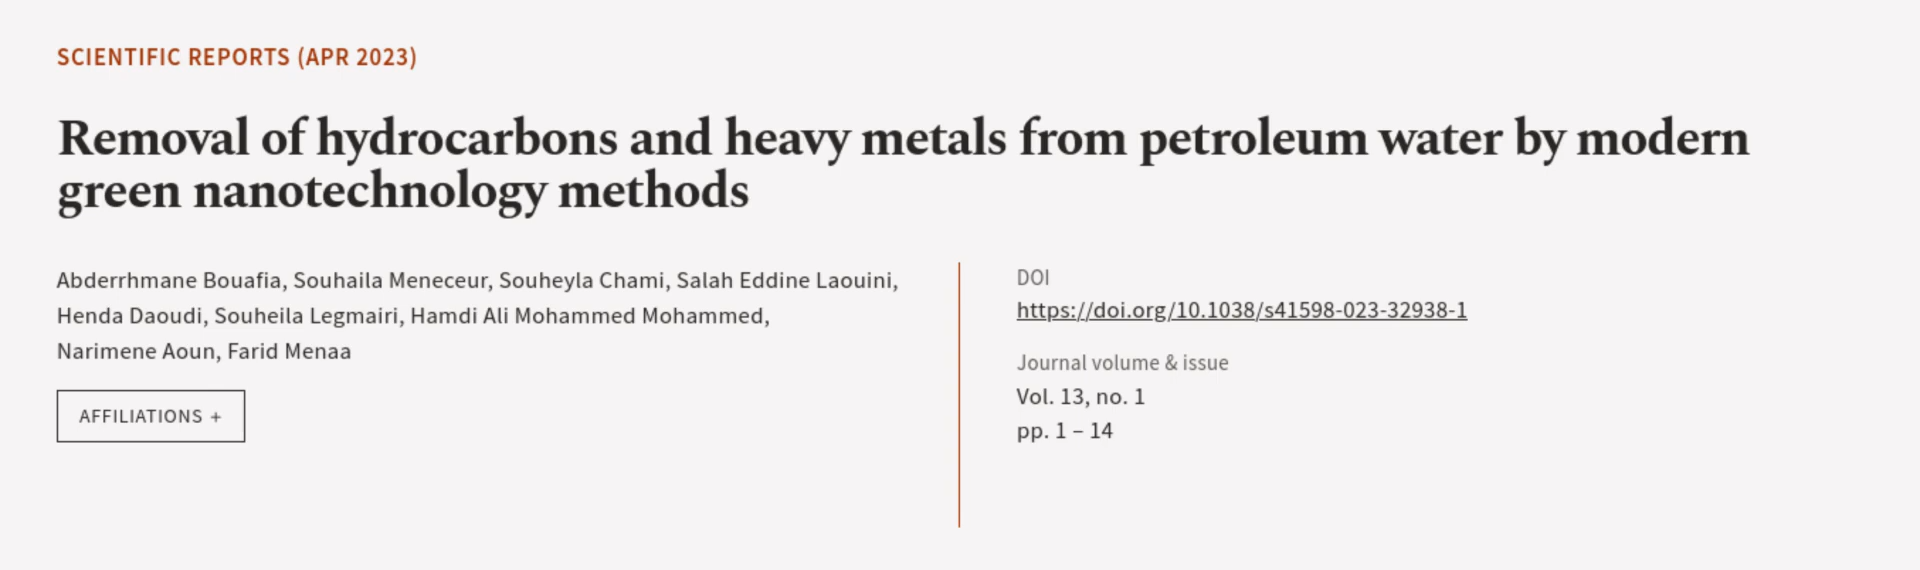 SCIENTIFIC REPORTS (APR 2023)
Removal of hydrocarbons and heavy metals from petroleum water by modern
green nanotechnology methods
Abderrhmane Bouafia, Souhaila Meneceur, Souheyla Chami, Salah Eddine Laouini,
Henda Daoudi, Souheila Legmairi, Hamdi Ali Mohammed Mohammed,
Narimene Aoun, Farid Menaa
AFFILIATIONS +
DOI
https://doi.org/10.1038/s41598-023-32938-1
Journal volume & issue
Vol. 13, no. 1
pp. 1 – 14